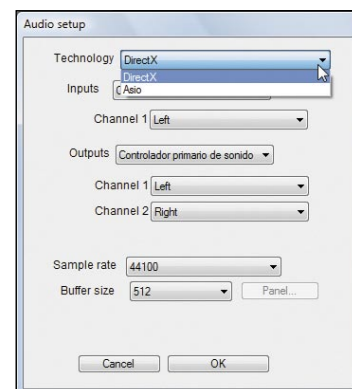 Audio setup
Technology DirectX
DirectX
Inputs Asio
Channel 1 Left
Outputs Controlador primario de sonido
Channel 1 Left
Channel 2 Right
Sample rate 44100
Buffer size 512 Panel...
Cancel OK